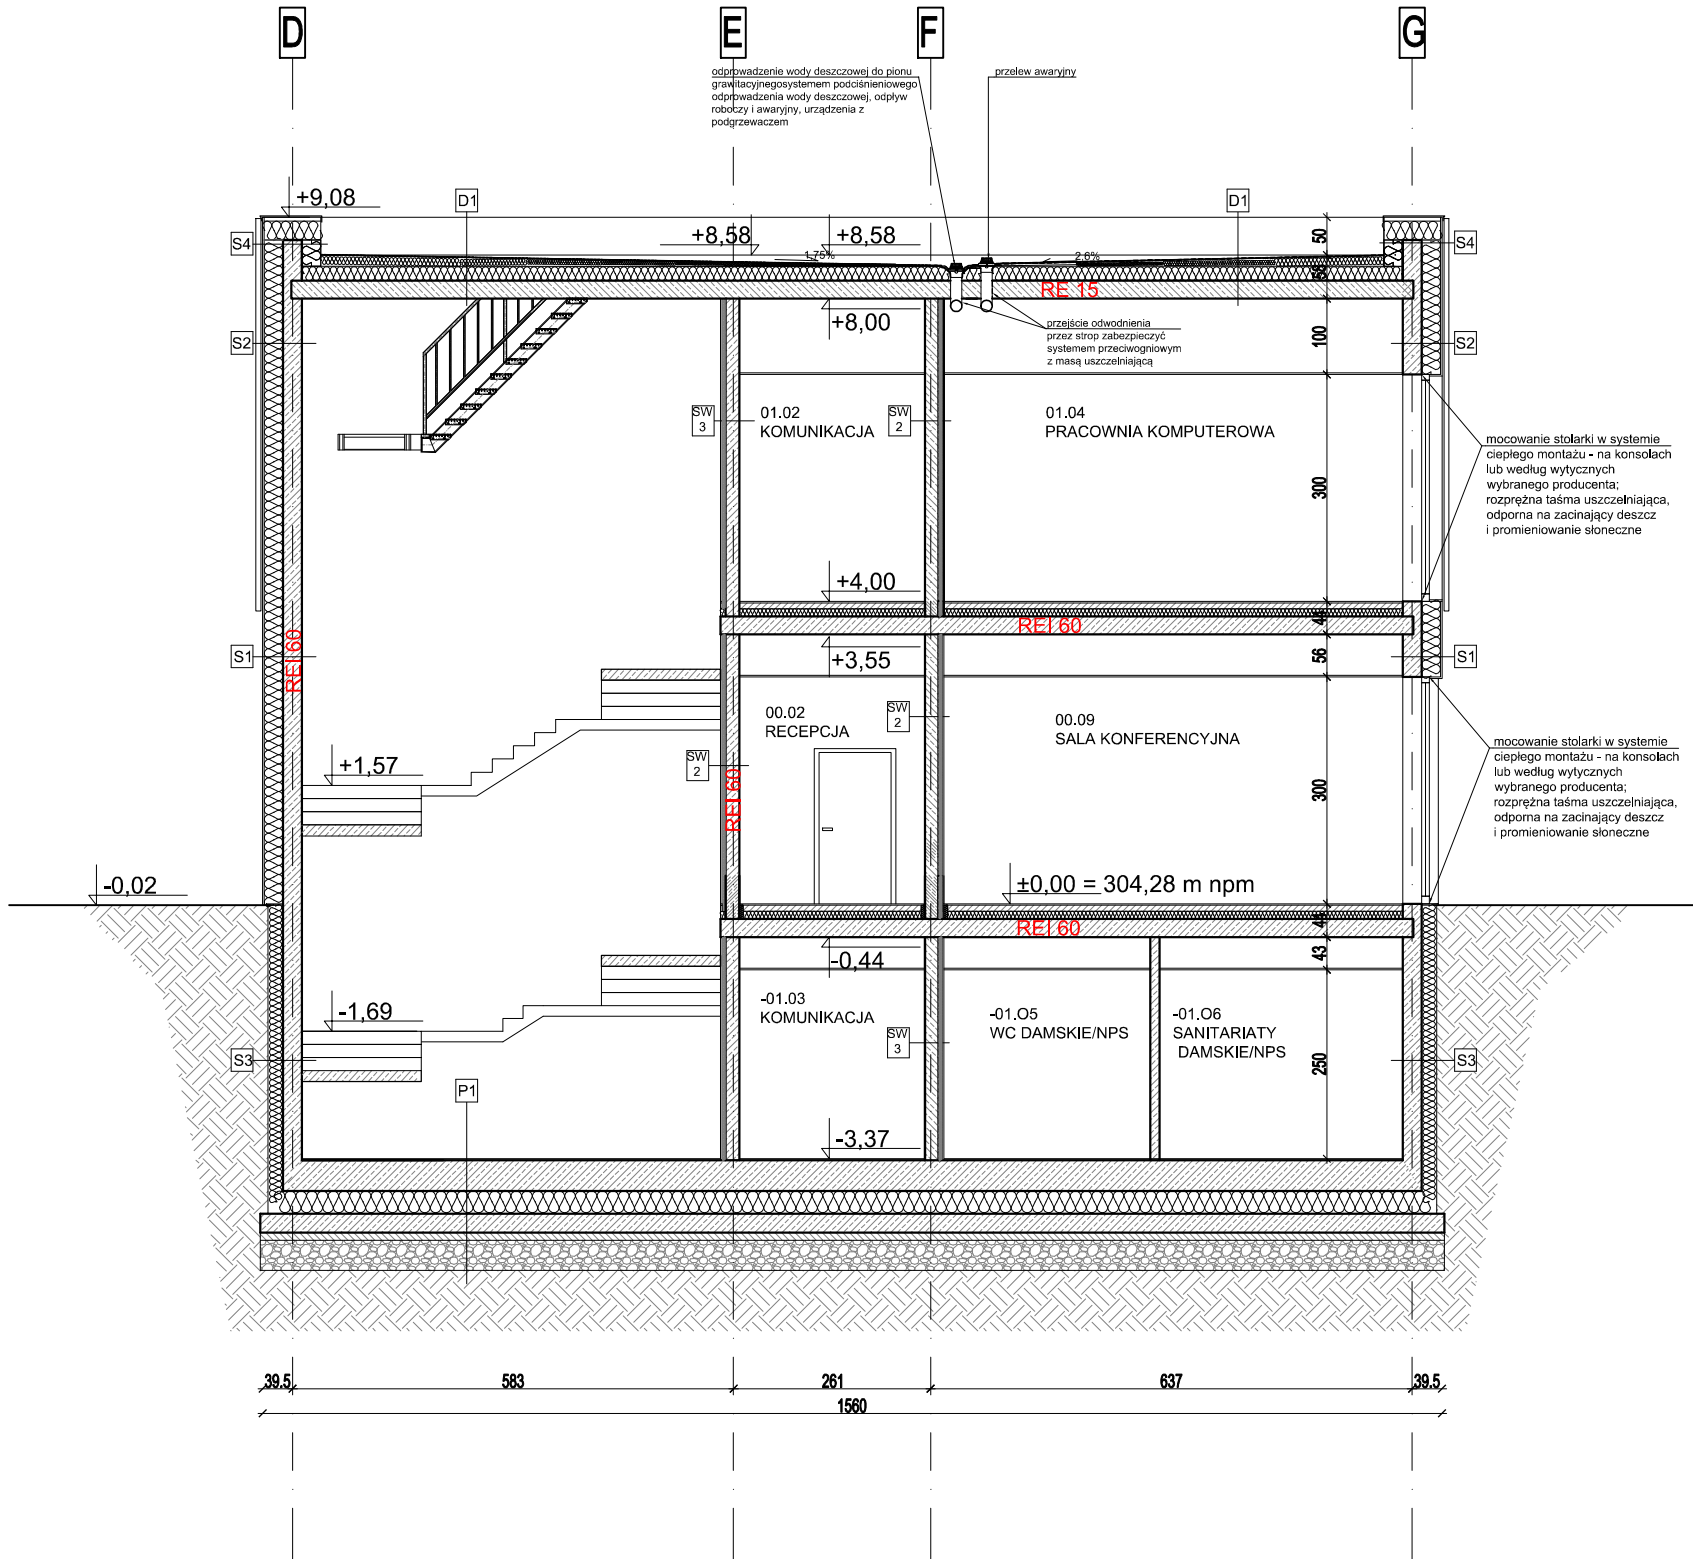 D
E
F
G
odprowadzenie wody deszczowej do pionu
grawitacyjnegosystemem podciśnieniowego
odprowadzenia wody deszczowej, odpływ
roboczy i awaryjny, urządzenia z
podgrzewaczem
przelew awaryjny
+9,08
D1
D1
S4
+8,58
+8,58
50
S4
1,75%
2,6%
58
RE 15
+8,00
przejście odwodnienia
przez strop zabezpieczyć
systemem przeciwogniowym
z masą uszczelniającą
S2
100
S2
SW
3
01.02
KOMUNIKACJA
SW
2
01.04
PRACOWNIA KOMPUTEROWA
mocowanie stolarki w systemie
ciepłego montażu - na konsolach
lub według wytycznych
wybranego producenta;
rozprężna taśma uszczelniająca,
odporna na zacinający deszcz
i promieniowanie słoneczne
300
+4,00
44
REI 60
REI 60
S1
+3,55
56
S1
00.02
RECEPCJA
SW
2
00.09
SALA KONFERENCYJNA
mocowanie stolarki w systemie
ciepłego montażu - na konsolach
lub według wytycznych
wybranego producenta;
rozprężna taśma uszczelniająca,
odporna na zacinający deszcz
i promieniowanie słoneczne
SW
2
+1,57
REI 60
300
-0,02
±0,00 = 304,28 m npm
44
REI 60
-0,44
43
-01.03
KOMUNIKACJA
-1,69
-01.O5
WC DAMSKIE/NPS
-01.O6
SANITARIATY
DAMSKIE/NPS
SW
3
S3
250
S3
P1
-3,37
39.5
583
261
637
39.5
1560